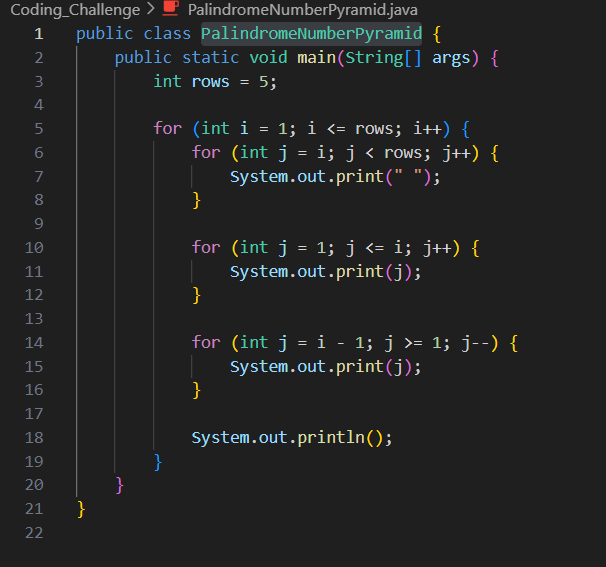 Coding_Challenge > PalindromeNumberPyramid.java
1 public class PalindromeNumberPyramid {
2     public static void main(String[] args) {
3         int rows = 5;
4
5         for (int i = 1; i <= rows; i++) {
6             for (int j = i; j < rows; j++) {
7                 System.out.print(" ");
8             }
9
10             for (int j = 1; j <= i; j++) {
11                 System.out.print(j);
12             }
13
14             for (int j = i - 1; j >= 1; j--) {
15                 System.out.print(j);
16             }
17
18             System.out.println();
19         }
20     }
21 }
22